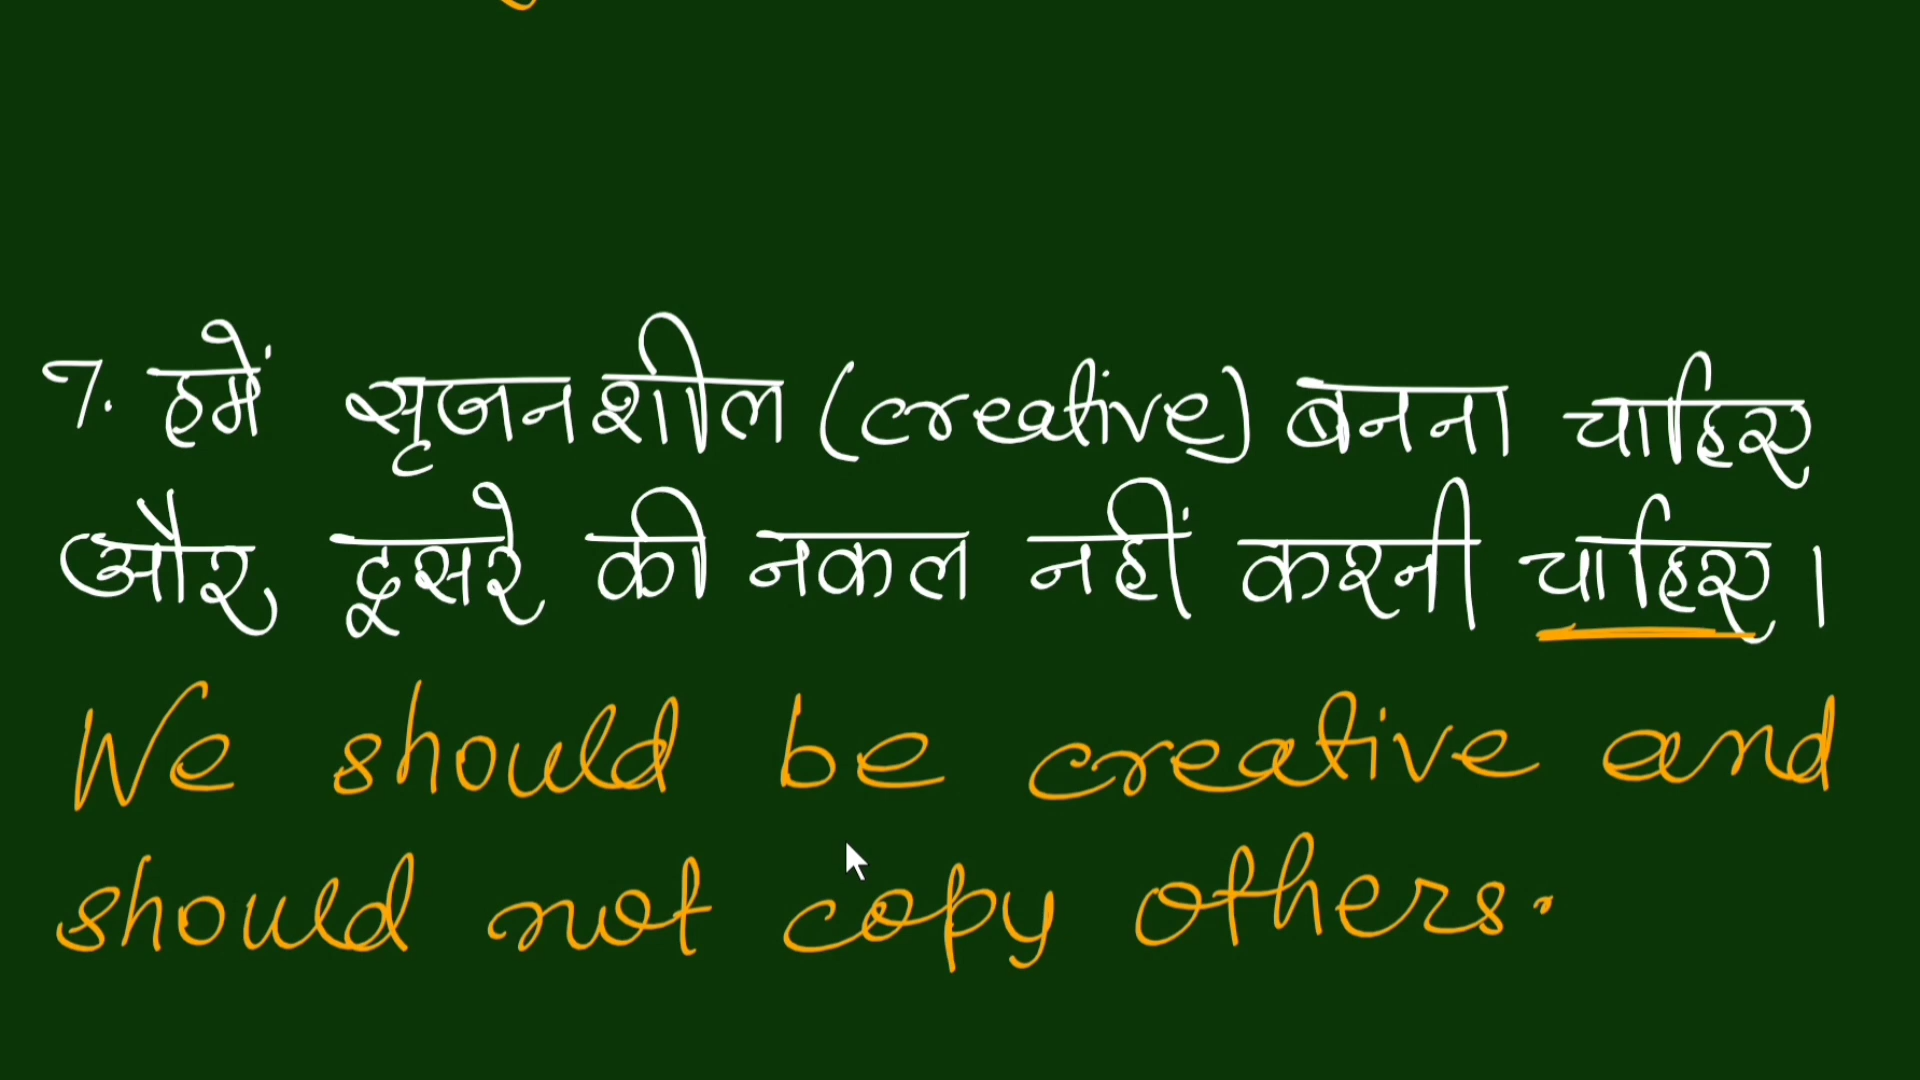 7. हमें सृजनशील (creative) बनना चाहिए
और दूसरे की नकल नहीं करनी चाहिए।
We should be creative and
should not copy others.